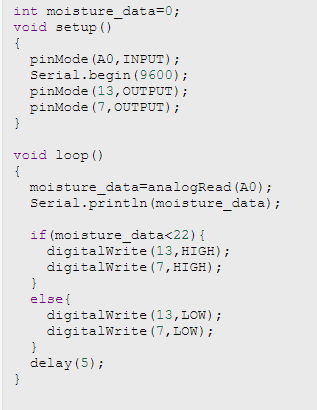 int moisture_data=0;
void setup()
{
  pinMode(A0,INPUT);
  Serial.begin(9600);
  pinMode(13,OUTPUT);
  pinMode(7,OUTPUT);
}

void loop()
{
  moisture_data=analogRead(A0);
  Serial.println(moisture_data);

  if(moisture_data<22){
    digitalWrite(13,HIGH);
    digitalWrite(7,HIGH);
  }
  else{
    digitalWrite(13,LOW);
    digitalWrite(7,LOW);
  }
  delay(5);
}